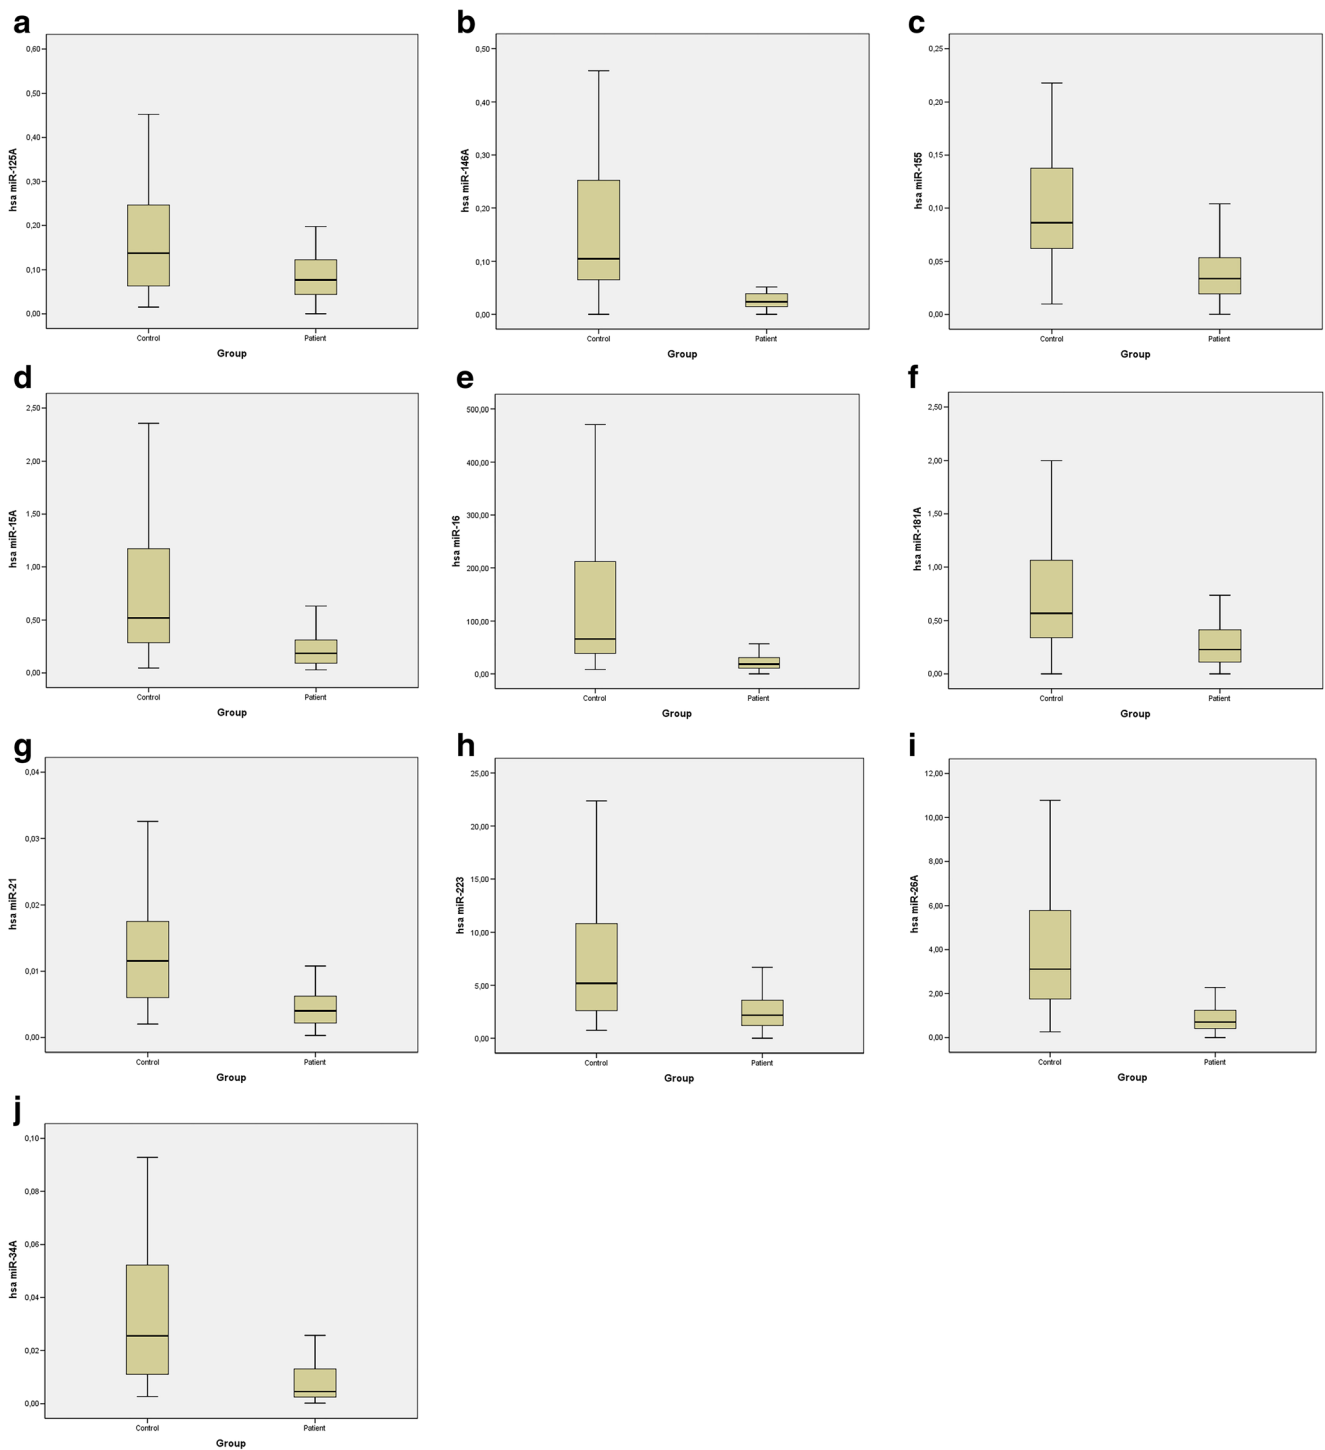 a
0,60
0,50
0,40
0,30
0,20
0,10
0,00
hsa miR-125A
Control
Patient
Group
b
0,50
0,40
0,30
0,20
0,10
0,00
hsa miR-146A
Control
Patient
Group
c
0,25
0,20
0,15
0,10
0,05
0,00
hsa miR-155
Control
Patient
Group
d
2,50
2,00
1,50
1,00
0,50
0,00
hsa miR-15A
Control
Patient
Group
e
500,00
400,00
300,00
200,00
100,00
0,00
hsa miR-16
Control
Patient
Group
f
2,50
2,00
1,50
1,00
0,50
0,00
hsa miR-181A
Control
Patient
Group
g
0,04
0,03
0,02
0,01
0,00
hsa miR-21
Control
Patient
Group
h
25,00
20,00
15,00
10,00
5,00
0,00
hsa miR-223
Control
Patient
Group
i
12,00
10,00
8,00
6,00
4,00
2,00
0,00
hsa miR-26A
Control
Patient
Group
j
0,10
0,08
0,06
0,04
0,02
0,00
hsa miR-34A
Control
Patient
Group